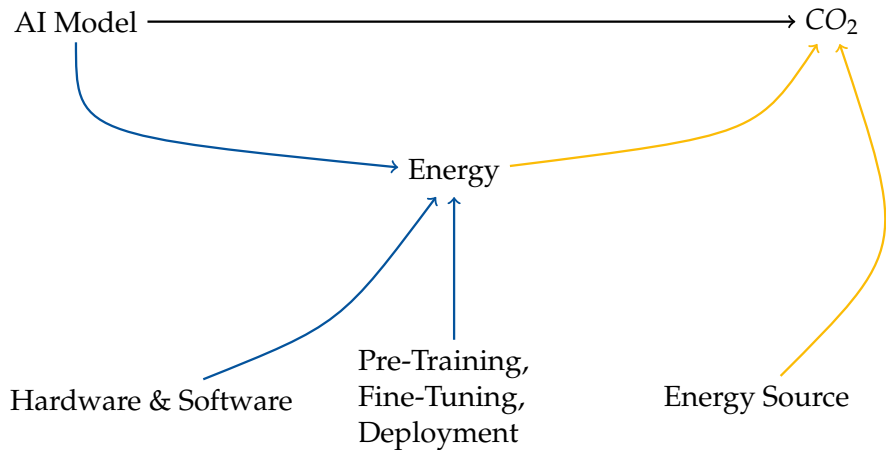 AI Model
CO₂
Energy
Pre-Training,
Fine-Tuning,
Deployment
Hardware & Software
Energy Source